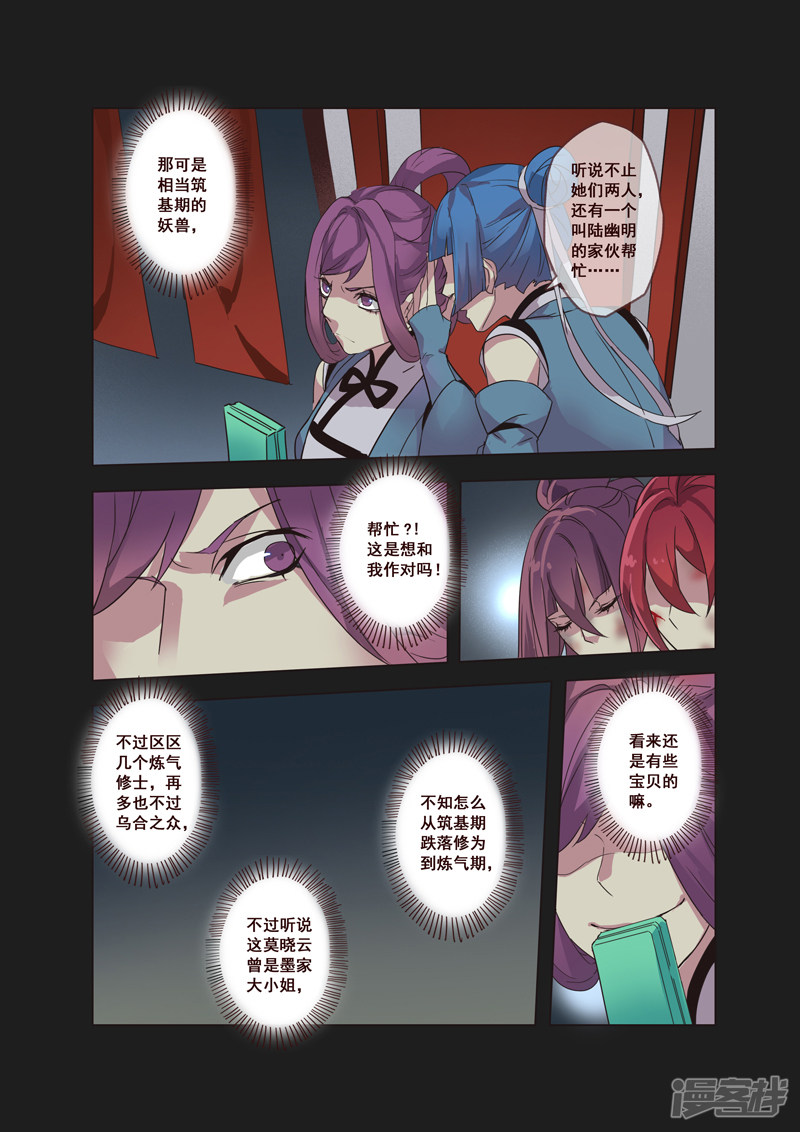 那可是
相当筑
基期的
妖兽，
听说不止
她们两人，
还有一个
叫陆幽明
的家伙帮
忙……
帮忙?!
这是想和
我作对吗！
不过区区
几个炼气
修士，再
多也不过
乌合之众，
不过听说
这莫晓云
曾是墨家
大小姐，
不知怎么
从筑基期
跌落修为
到炼气期，
看来还
是有些
宝贝的
嘛。
漫客栈